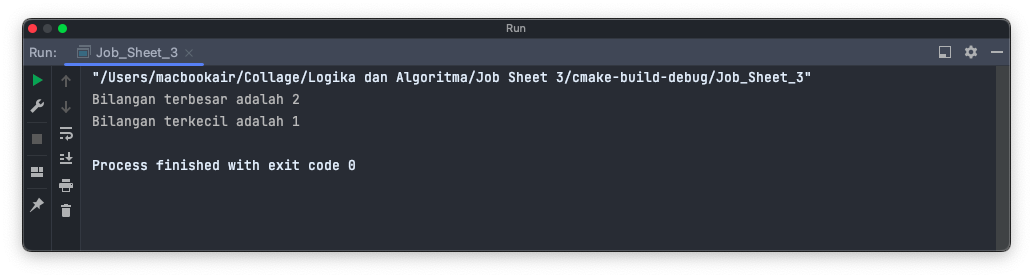 Run
Run: Job_Sheet_3
"/Users/macbookair/Collage/Logika dan Algoritma/Job Sheet 3/cmake-build-debug/Job_Sheet_3"
Bilangan terbesar adalah 2
Bilangan terkecil adalah 1
Process finished with exit code 0